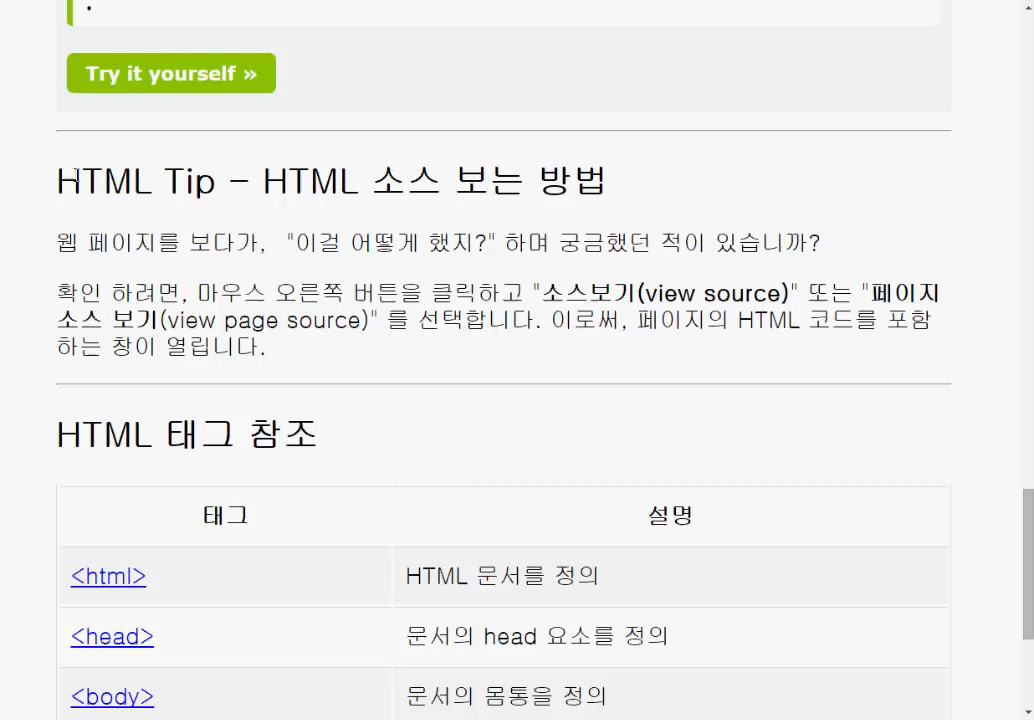 Try it yourself »
HTML Tip - HTML 소스 보는 방법
웹 페이지를 보다가, "이걸 어떻게 했지?" 하며 궁금했던 적이 있습니까?
확인 하려면, 마우스 오른쪽 버튼을 클릭하고 "소스보기(view source)" 또는 "페이지
소스 보기(view page source)" 를 선택합니다. 이로써, 페이지의 HTML 코드를 포함
하는 창이 열립니다.
HTML 태그 참조
태그 설명
<html> HTML 문서를 정의
<head> 문서의 head 요소를 정의
<body> 문서의 몸통을 정의